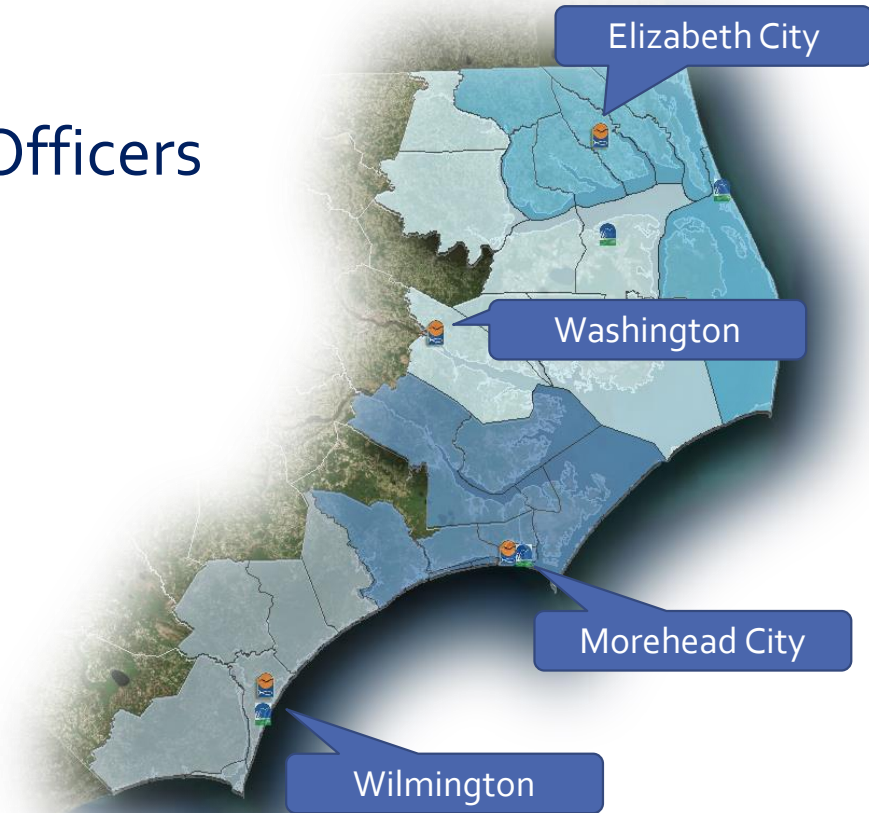 Elizabeth City
Officers
Washington
Morehead City
Wilmington